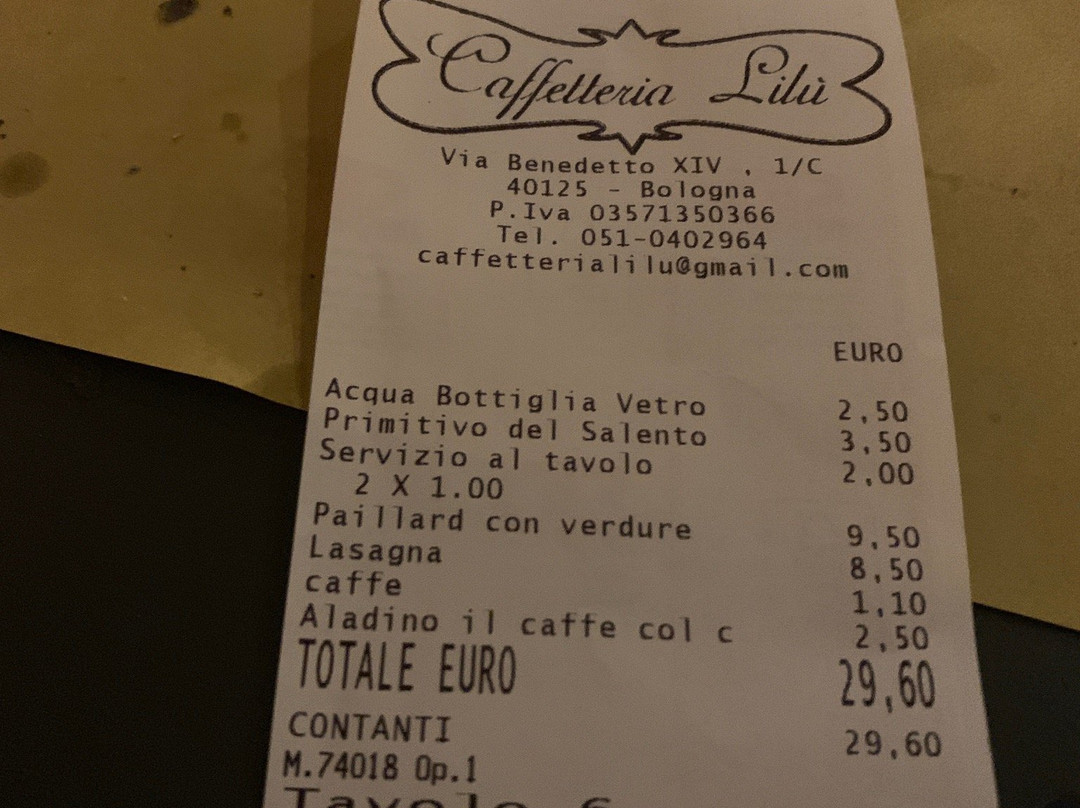 Caffetteria Lilù
Via Benedetto XIV , 1/C
40125 - Bologna
P.Iva 03571350366
Tel. 051-0402964
caffetterialilu@gmail.com
EURO
Acqua Bottiglia Vetro 2,50
Primitivo del Salento 3,50
Servizio al tavolo 2,00
2 X 1.00
Paillard con verdure 9,50
Lasagna 8,50
caffe 1,10
Aladino il caffe col c 2,50
TOTALE EURO 29,60
CONTANTI 29,60
M.74018 Op.1
Tavolo 6